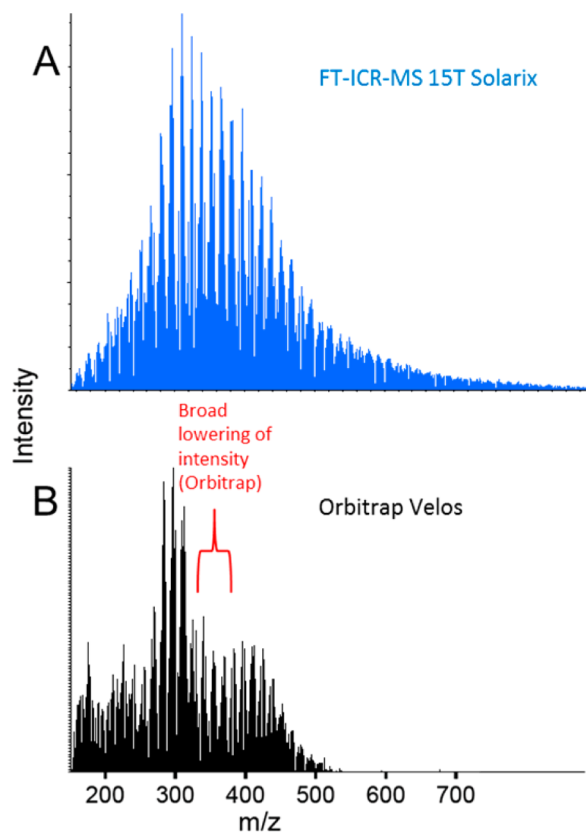 A
FT-ICR-MS 15T Solarix
Intensity
Broad
lowering of
intensity
(Orbitrap)
B
Orbitrap Velos
200 300 400 500 600 700
m/z